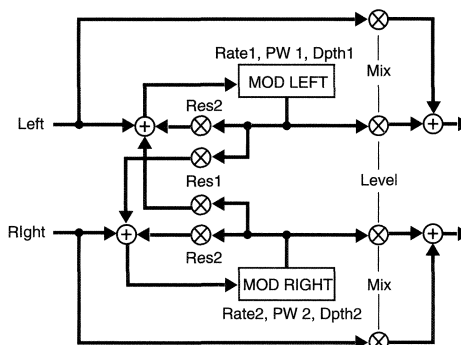 Rate1, PW 1, Dpth1
Mix
MOD LEFT
Res2
Left
Res1
Level
RIght
Res2
Mix
MOD RIGHT
Rate2, PW 2, Dpth2